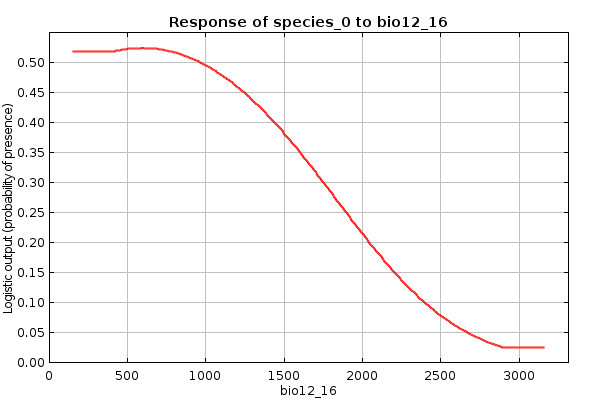 Response of species_0 to bio12_16
Logistic output (probability of presence)
0.50
0.45
0.40
0.35
0.30
0.25
0.20
0.15
0.10
0.05
0.00
0 500 1000 1500 2000 2500 3000
bio12_16